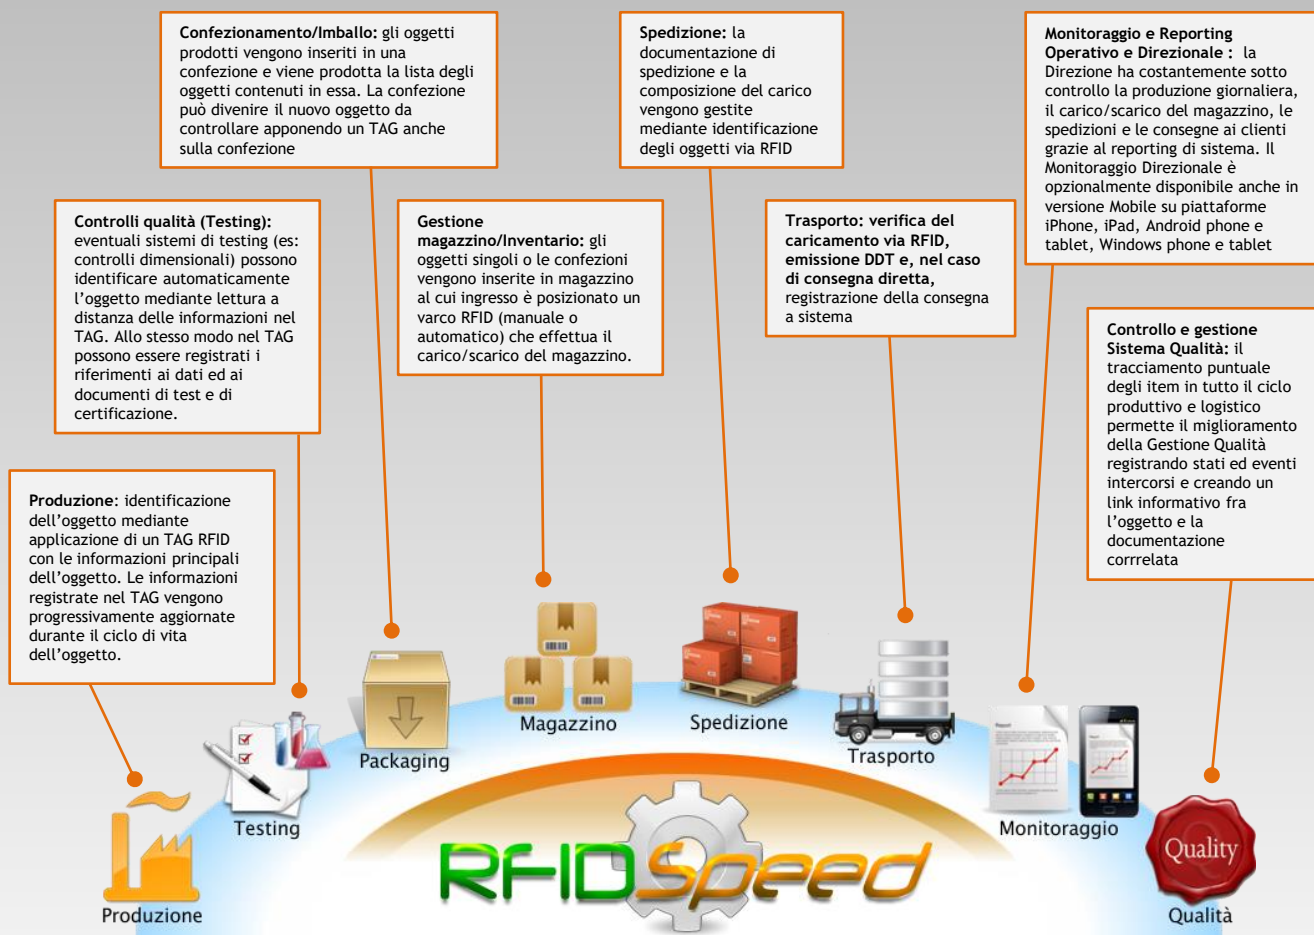 Confezionamento/Imballo: gli oggetti
prodotti vengono inseriti in una
confezione e viene prodotta la lista degli
oggetti contenuti in essa. La confezione
può divenire il nuovo oggetto da
controllare apponendo un TAG anche
sulla confezione
Spedizione: la
documentazione di
spedizione e la
composizione del carico
vengono gestite
mediante identificazione
degli oggetti via RFID
Monitoraggio e Reporting
Operativo e Direzionale : la
Direzione ha costantemente sotto
controllo la produzione giornaliera,
il carico/scarico del magazzino, le
spedizioni e le consegne ai clienti
grazie al reporting di sistema. Il
Monitoraggio Direzionale è
opzionalmente disponibile anche in
versione Mobile su piattaforme
iPhone, iPad, Android phone e
tablet, Windows phone e tablet
Controlli qualità (Testing):
eventuali sistemi di testing (es:
controlli dimensionali) possono
identificare automaticamente
l'oggetto mediante lettura a
distanza delle informazioni nel
TAG. Allo stesso modo nel TAG
possono essere registrati i
riferimenti ai dati ed ai
documenti di test e di
certificazione.
Gestione
magazzino/Inventario: gli
oggetti singoli o le confezioni
vengono inserite in magazzino
al cui ingresso è posizionato un
varco RFID (manuale o
automatico) che effettua il
carico/scarico del magazzino.
Trasporto: verifica del
caricamento via RFID,
emissione DDT e, nel caso
di consegna diretta,
registrazione della consegna
a sistema
Controllo e gestione
Sistema Qualità: il
tracciamento puntuale
degli item in tutto il ciclo
produttivo e logistico
permette il miglioramento
della Gestione Qualità
registrando stati ed eventi
intercorsi e creando un
link informativo fra
l'oggetto e la
documentazione
corrrelata
Produzione: identificazione
dell'oggetto mediante
applicazione di un TAG RFID
con le informazioni principali
dell'oggetto. Le informazioni
registrate nel TAG vengono
progressivamente aggiornate
durante il ciclo di vita
dell'oggetto.
Produzione
Testing
Packaging
Magazzino
Spedizione
Trasporto
Report
Monitoraggio
Quality
Qualità
RFIDSpeed